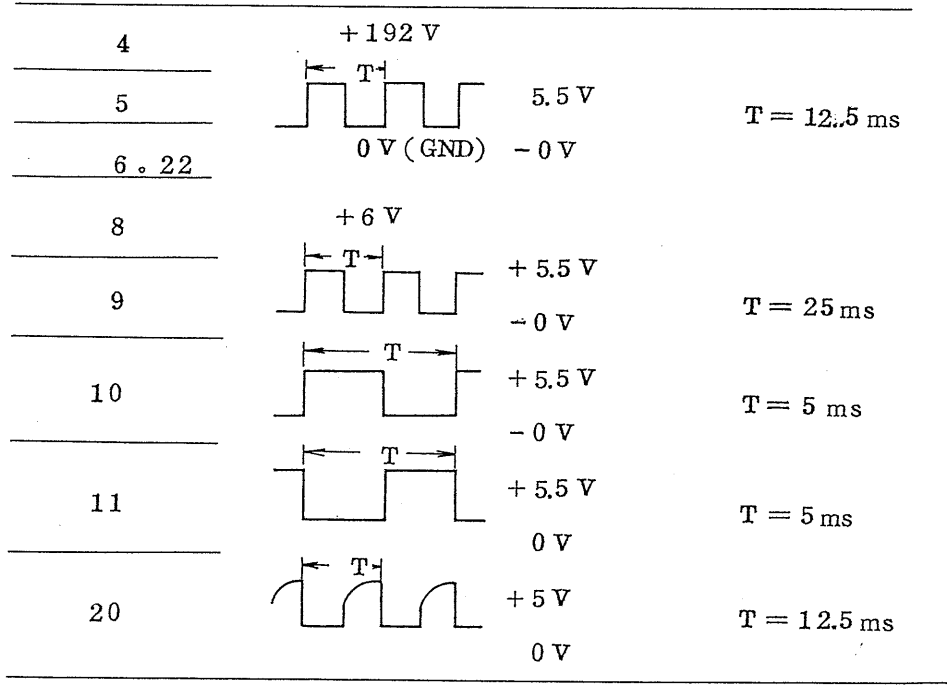 4 +192 V
T
5 5.5 V T = 12.5 ms
6 。22 0 V (GND) －0 V
8 +6 V
T +5.5 V
9 －0 V T = 25 ms
T
10 +5.5 V T = 5 ms
－0 V
T
11 +5.5 V T = 5 ms
0 V
T
20 +5 V T = 12.5 ms
0 V